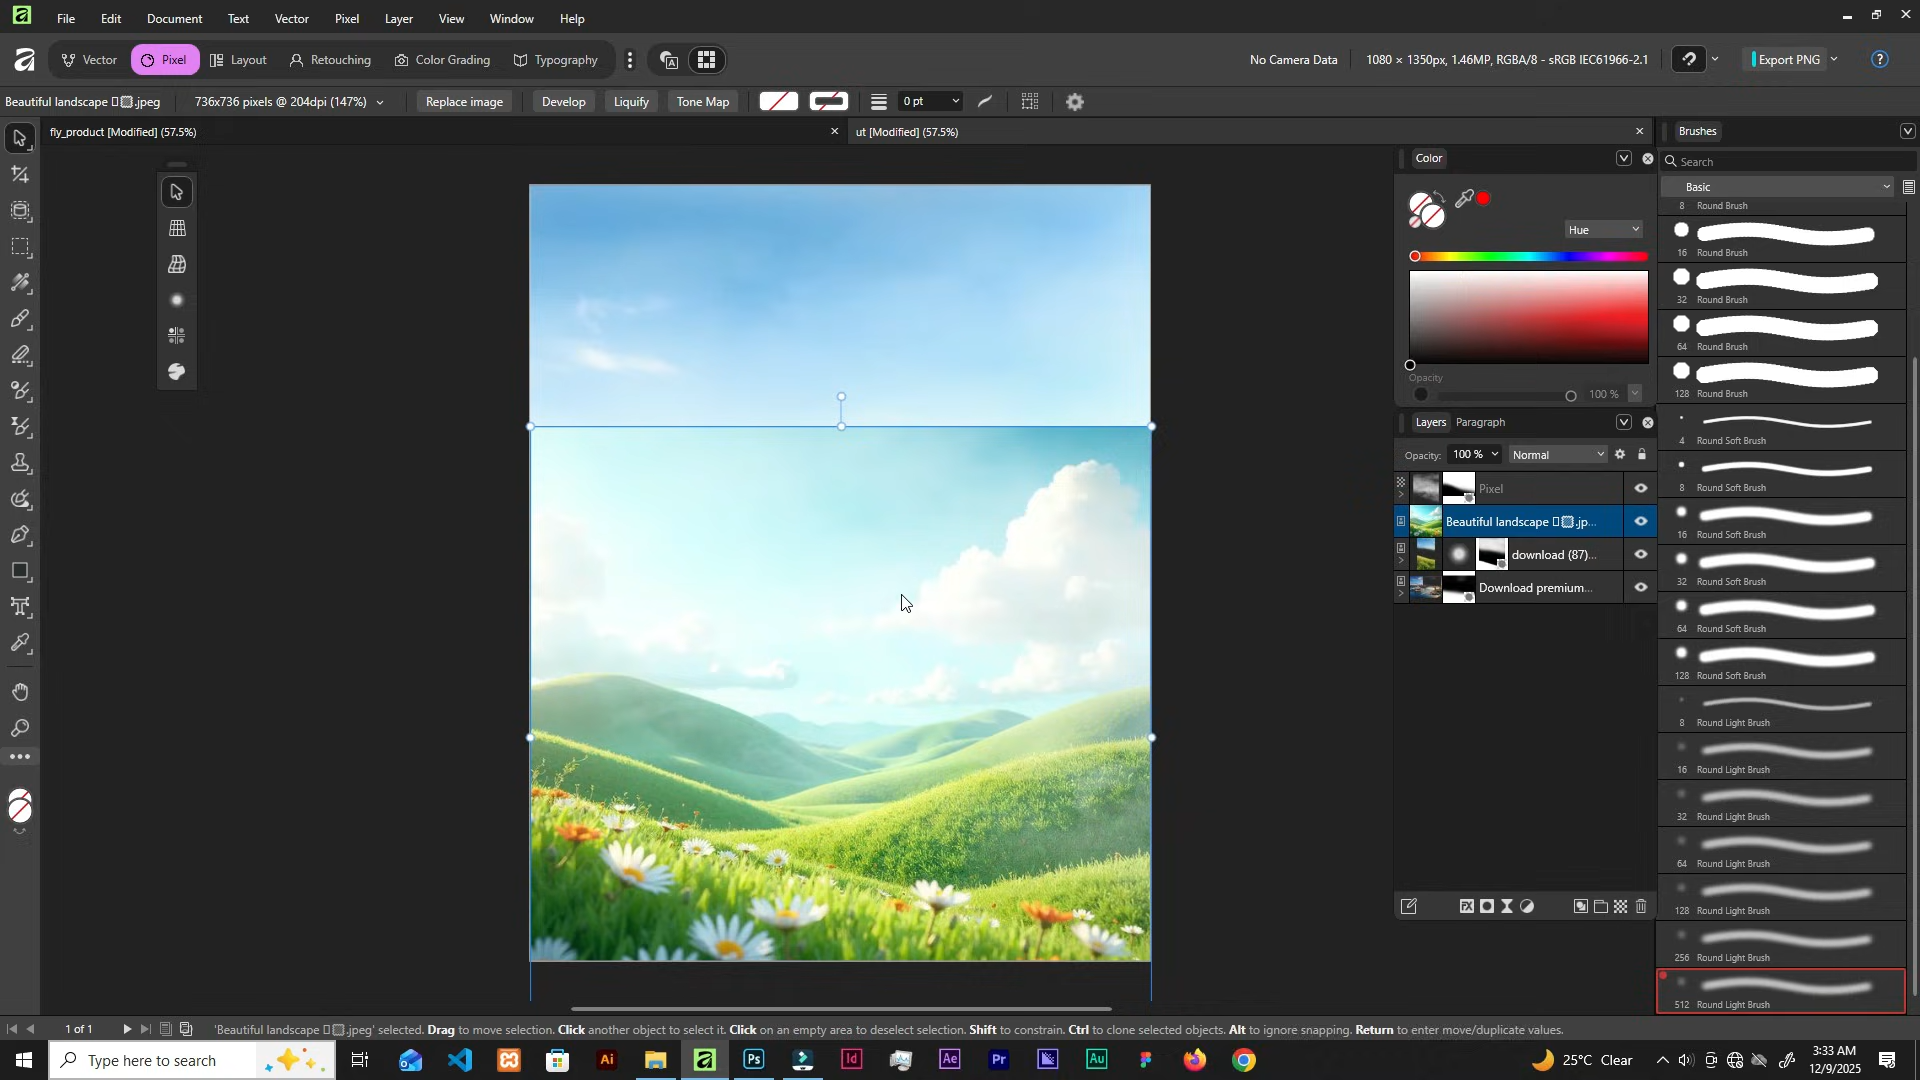 File Edit Document Text Vector Pixel Layer View Window Help
Vector Pixel Layout Retouching Color Grading Typography
No Camera Data 1080 × 1350px, 1.46MP, RGBA/8 - sRGB IEC61966-2.1 Export PNG
Beautiful landscape .jpeg 736x736 pixels @ 204dpi (147%) Replace image Develop Liquify Tone Map 0 pt
fly_product [Modified] (57.5%) ut [Modified] (57.5%)
Brushes
Color
Search
Basic
Hue
Opacity
100 %
8 Round Brush
16 Round Brush
32 Round Brush
64 Round Brush
128 Round Brush
4 Round Soft Brush
8 Round Soft Brush
16 Round Soft Brush
32 Round Soft Brush
64 Round Soft Brush
128 Round Soft Brush
8 Round Light Brush
16 Round Light Brush
32 Round Light Brush
64 Round Light Brush
128 Round Light Brush
256 Round Light Brush
512 Round Light Brush
Layers Paragraph
Opacity: 100 % Normal
Pixel
Beautiful landscape .jp...
download (87)...
Download premium...
1 of 1 'Beautiful landscape .jpeg' selected. Drag to move selection. Click another object to select it. Click on an empty area to deselect selection. Shift to constrain. Ctrl to clone selected objects. Alt to ignore snapping. Return to enter move/duplicate values.
Type here to search
Ai Ps Id Ae Pr Au
25°C Clear
3:33 AM
12/9/2025